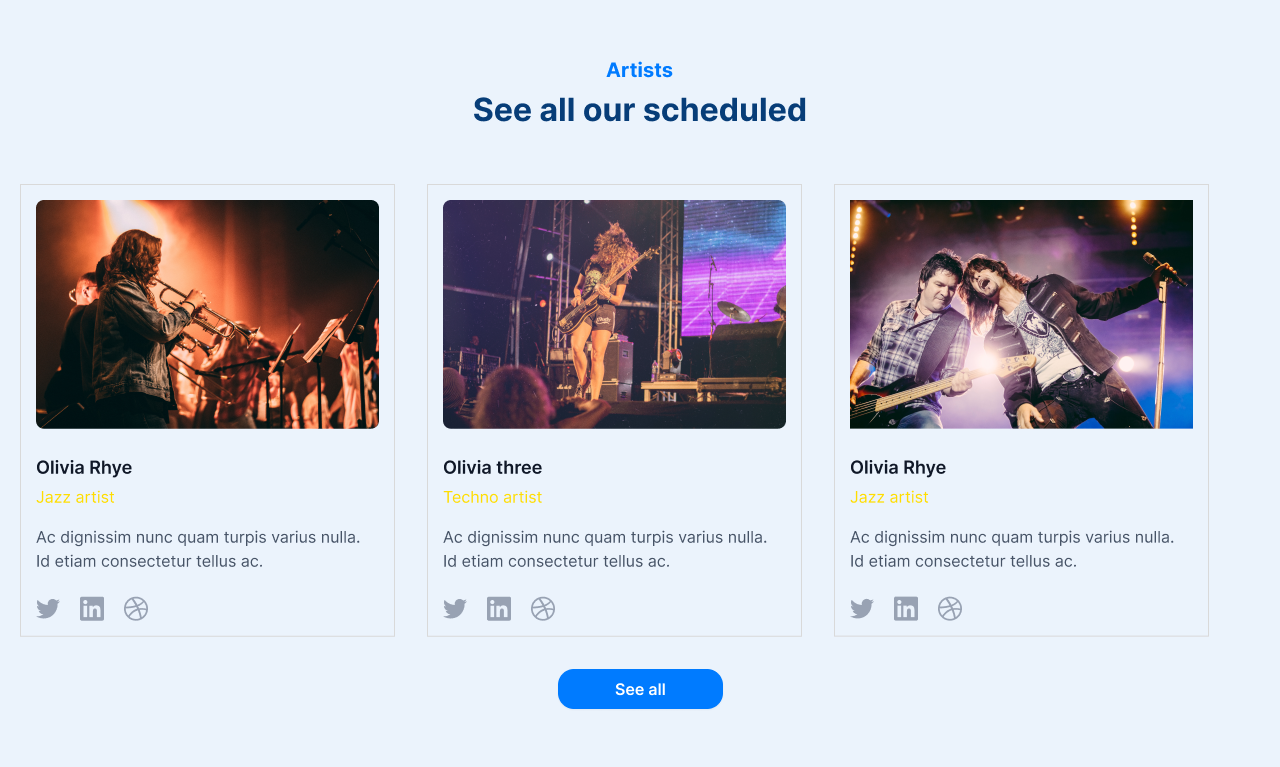 Artists
See all our scheduled
Olivia Rhye
Jazz artist
Ac dignissim nunc quam turpis varius nulla.
Id etiam consectetur tellus ac.
Olivia three
Techno artist
Ac dignissim nunc quam turpis varius nulla.
Id etiam consectetur tellus ac.
Olivia Rhye
Jazz artist
Ac dignissim nunc quam turpis varius nulla.
Id etiam consectetur tellus ac.
See all